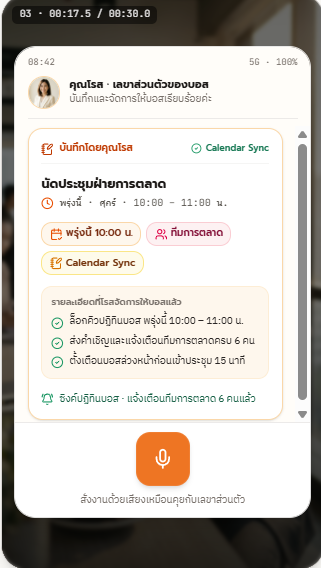 03 · 00:17.5 / 00:30.0
08:42
5G · 100%
คุณโรส · เลขาส่วนตัวของบอส
บันทึกและจัดการให้บอสเรียบร้อยค่ะ
บันทึกโดยคุณโรส
Calendar Sync
นัดประชุมฝ่ายการตลาด
พรุ่งนี้ · ศุกร์ · 10:00 – 11:00 น.
พรุ่งนี้ 10:00 น.
ทีมการตลาด
Calendar Sync
รายละเอียดที่โรสจัดการให้บอสแล้ว
ล็อกคิวปฏิทินบอส พรุ่งนี้ 10:00 – 11:00 น.
ส่งคำเชิญและแจ้งเตือนทีมการตลาดครบ 6 คน
ตั้งเตือนบอสล่วงหน้าก่อนเข้าประชุม 15 นาที
ซิงค์ปฏิทินบอส · แจ้งเตือนทีมการตลาด 6 คนแล้ว
สั่งงานด้วยเสียงเหมือนคุยกับเลขาส่วนตัว